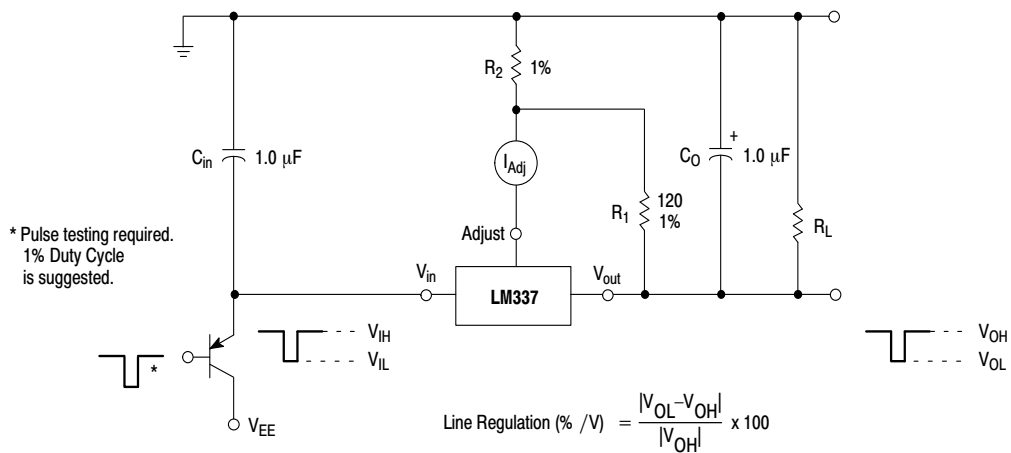 R2 1%
Cin 1.0 μF
IAdj
CO + 1.0 μF
R1 120
1%
RL
* Pulse testing required.
1% Duty Cycle
is suggested.
Adjust
Vin
LM337
Vout
VIH
VIL
*
VEE
VOH
VOL
Line Regulation (% /V) = |VOL–VOH| / |VOH| x 100